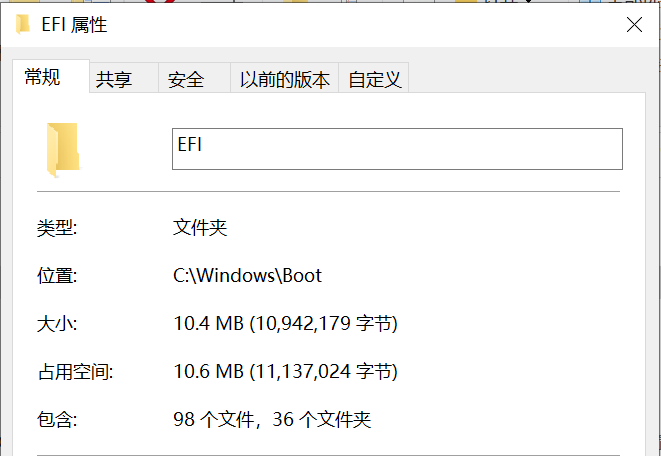 EFI 属性
常规 共享 安全 以前的版本 自定义
EFI
类型: 文件夹
位置: C:\Windows\Boot
大小: 10.4 MB (10,942,179 字节)
占用空间: 10.6 MB (11,137,024 字节)
包含: 98 个文件，36 个文件夹